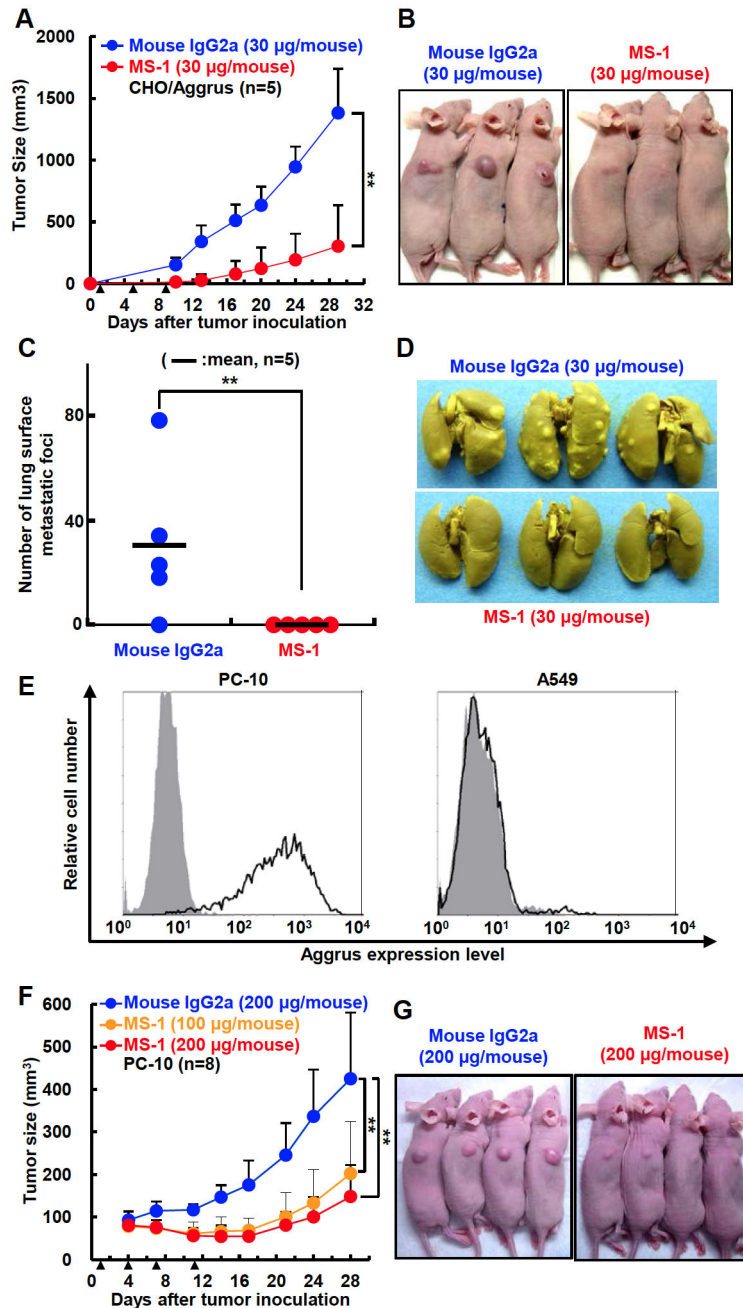 A
Tumor Size (mm3)
2000
1500
1000
500
0
Mouse IgG2a (30 µg/mouse)
MS-1 (30 µg/mouse)
CHO/Aggrus (n=5)
**
0 4 8 12 16 20 24 28 32
Days after tumor inoculation
B
Mouse IgG2a
(30 µg/mouse)
MS-1
(30 µg/mouse)
C
( :mean, n=5)
**
Number of lung surface
metastatic foci
80
40
0
Mouse IgG2a
MS-1
D
Mouse IgG2a (30 µg/mouse)
MS-1 (30 µg/mouse)
E
PC-10
A549
Relative cell number
10⁰ 10¹ 10² 10³ 10⁴
10⁰ 10¹ 10² 10³ 10⁴
Aggrus expression level
F
Tumor size (mm³)
600
500
400
300
200
100
0
Mouse IgG2a (200 µg/mouse)
MS-1 (100 µg/mouse)
MS-1 (200 µg/mouse)
PC-10 (n=8)
**
**
0 4 8 12 16 20 24 28
Days after tumor inoculation
G
Mouse IgG2a
(200 µg/mouse)
MS-1
(200 µg/mouse)